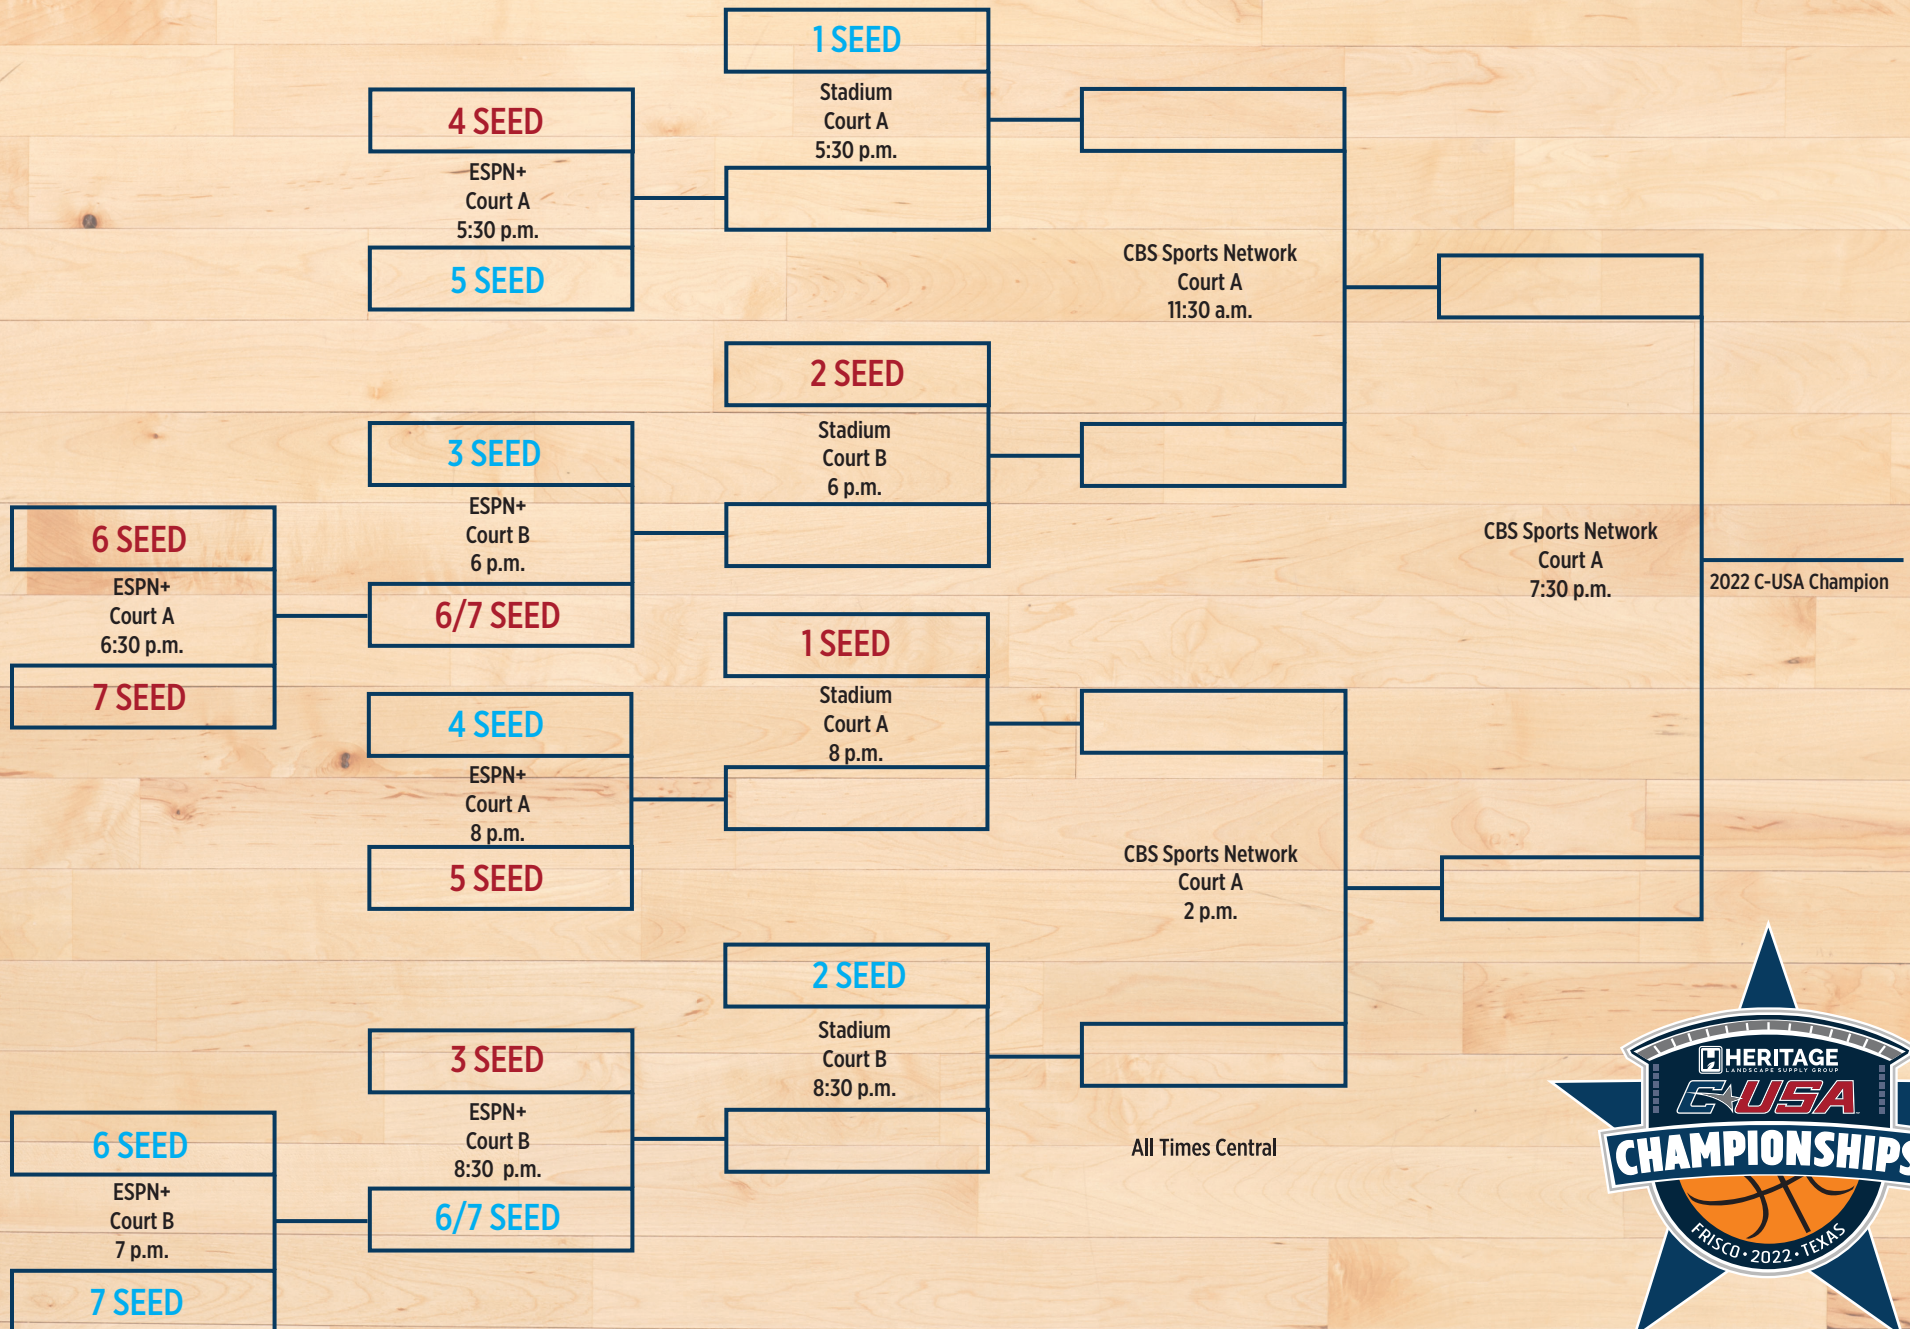 1 SEED
Stadium
Court A
5:30 p.m.
4 SEED
ESPN+
Court A
5:30 p.m.
5 SEED
CBS Sports Network
Court A
11:30 a.m.
2 SEED
Stadium
Court B
6 p.m.
3 SEED
ESPN+
Court B
6 p.m.
6/7 SEED
6 SEED
ESPN+
Court A
6:30 p.m.
7 SEED
CBS Sports Network
Court A
7:30 p.m.
2022 C-USA Champion
1 SEED
Stadium
Court A
8 p.m.
4 SEED
ESPN+
Court A
8 p.m.
5 SEED
CBS Sports Network
Court A
2 p.m.
2 SEED
Stadium
Court B
8:30 p.m.
3 SEED
ESPN+
Court B
8:30 p.m.
6/7 SEED
6 SEED
ESPN+
Court B
7 p.m.
7 SEED
All Times Central
HERITAGE
LANDSCAPE SUPPLY GROUP
C USA
CHAMPIONSHIPS
FRISCO • 2022 • TEXAS